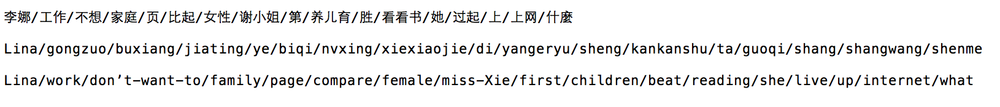 李娜/工作/不想/家庭/页/比起/女性/谢小姐/第/养儿育/胜/看看书/她/过起/上/上网/什麼
Lina/gongzuo/buxiang/jiating/ye/biqi/nvxing/xiexiaojie/di/yangeryu/sheng/kankanshu/ta/guoqi/shang/shangwang/shenme
Lina/work/don’t-want-to/family/page/compare/female/miss-Xie/first/children/beat/reading/she/live/up/internet/what